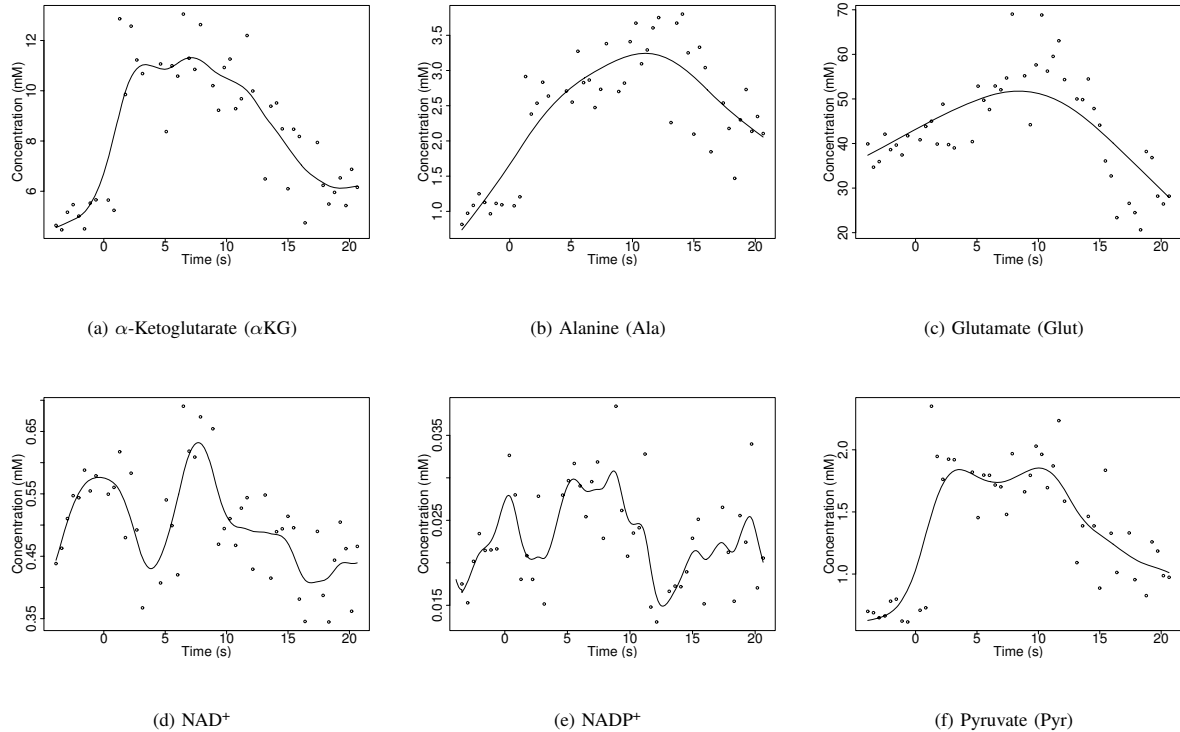 12
10
8
6
Concentration (mM)
0 5 10 15 20
Time (s)
(a) α-Ketoglutarate (αKG)
3.5
2.5
1.5
1.0
Concentration (mM)
0 5 10 15 20
Time (s)
(b) Alanine (Ala)
70
60
50
40
30
20
Concentration (mM)
0 5 10 15 20
Time (s)
(c) Glutamate (Glut)
0.65
0.55
0.45
0.35
Concentration (mM)
0 5 10 15 20
Time (s)
(d) NAD⁺
0.035
0.025
0.015
Concentration (mM)
0 5 10 15 20
Time (s)
(e) NADP⁺
2.0
1.5
1.0
Concentration (mM)
0 5 10 15 20
Time (s)
(f) Pyruvate (Pyr)